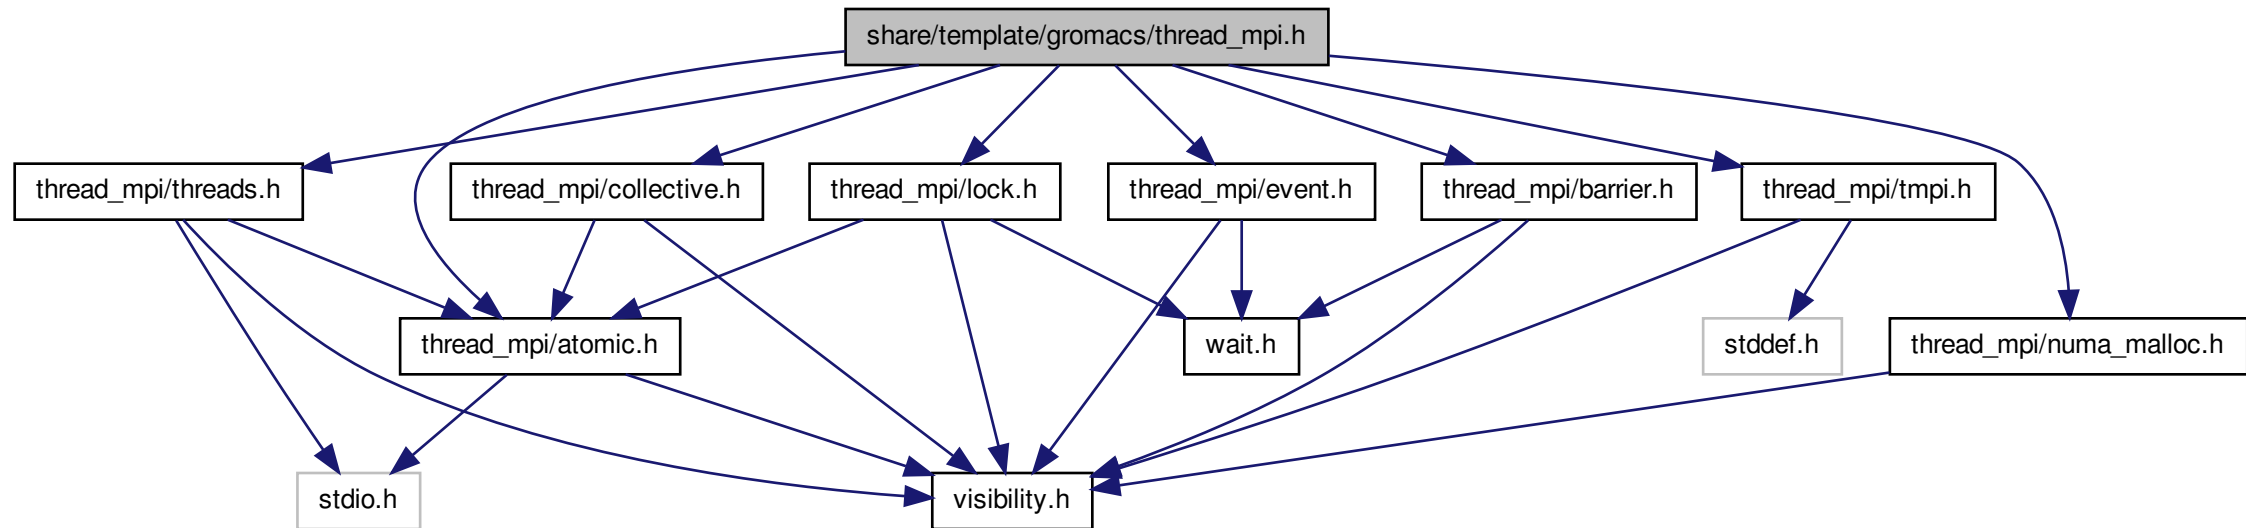 share/template/gromacs/thread_mpi.h
thread_mpi/threads.h
thread_mpi/collective.h
thread_mpi/lock.h
thread_mpi/event.h
thread_mpi/barrier.h
thread_mpi/tmpi.h
thread_mpi/atomic.h
wait.h
stddef.h
thread_mpi/numa_malloc.h
stdio.h
visibility.h